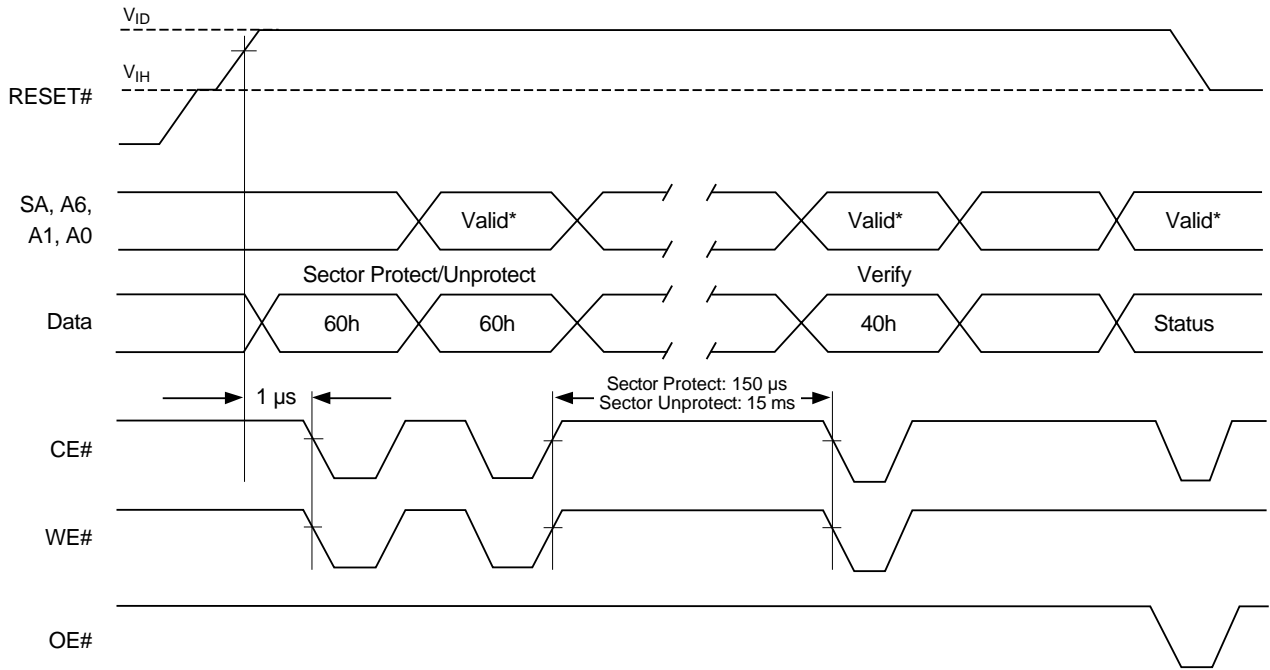 VID
VIH
RESET#
SA, A6,
A1, A0
Valid*
Valid*
Valid*
Sector Protect/Unprotect
Verify
Data
60h
60h
40h
Status
1 µs
Sector Protect: 150 µs
Sector Unprotect: 15 ms
CE#
WE#
OE#